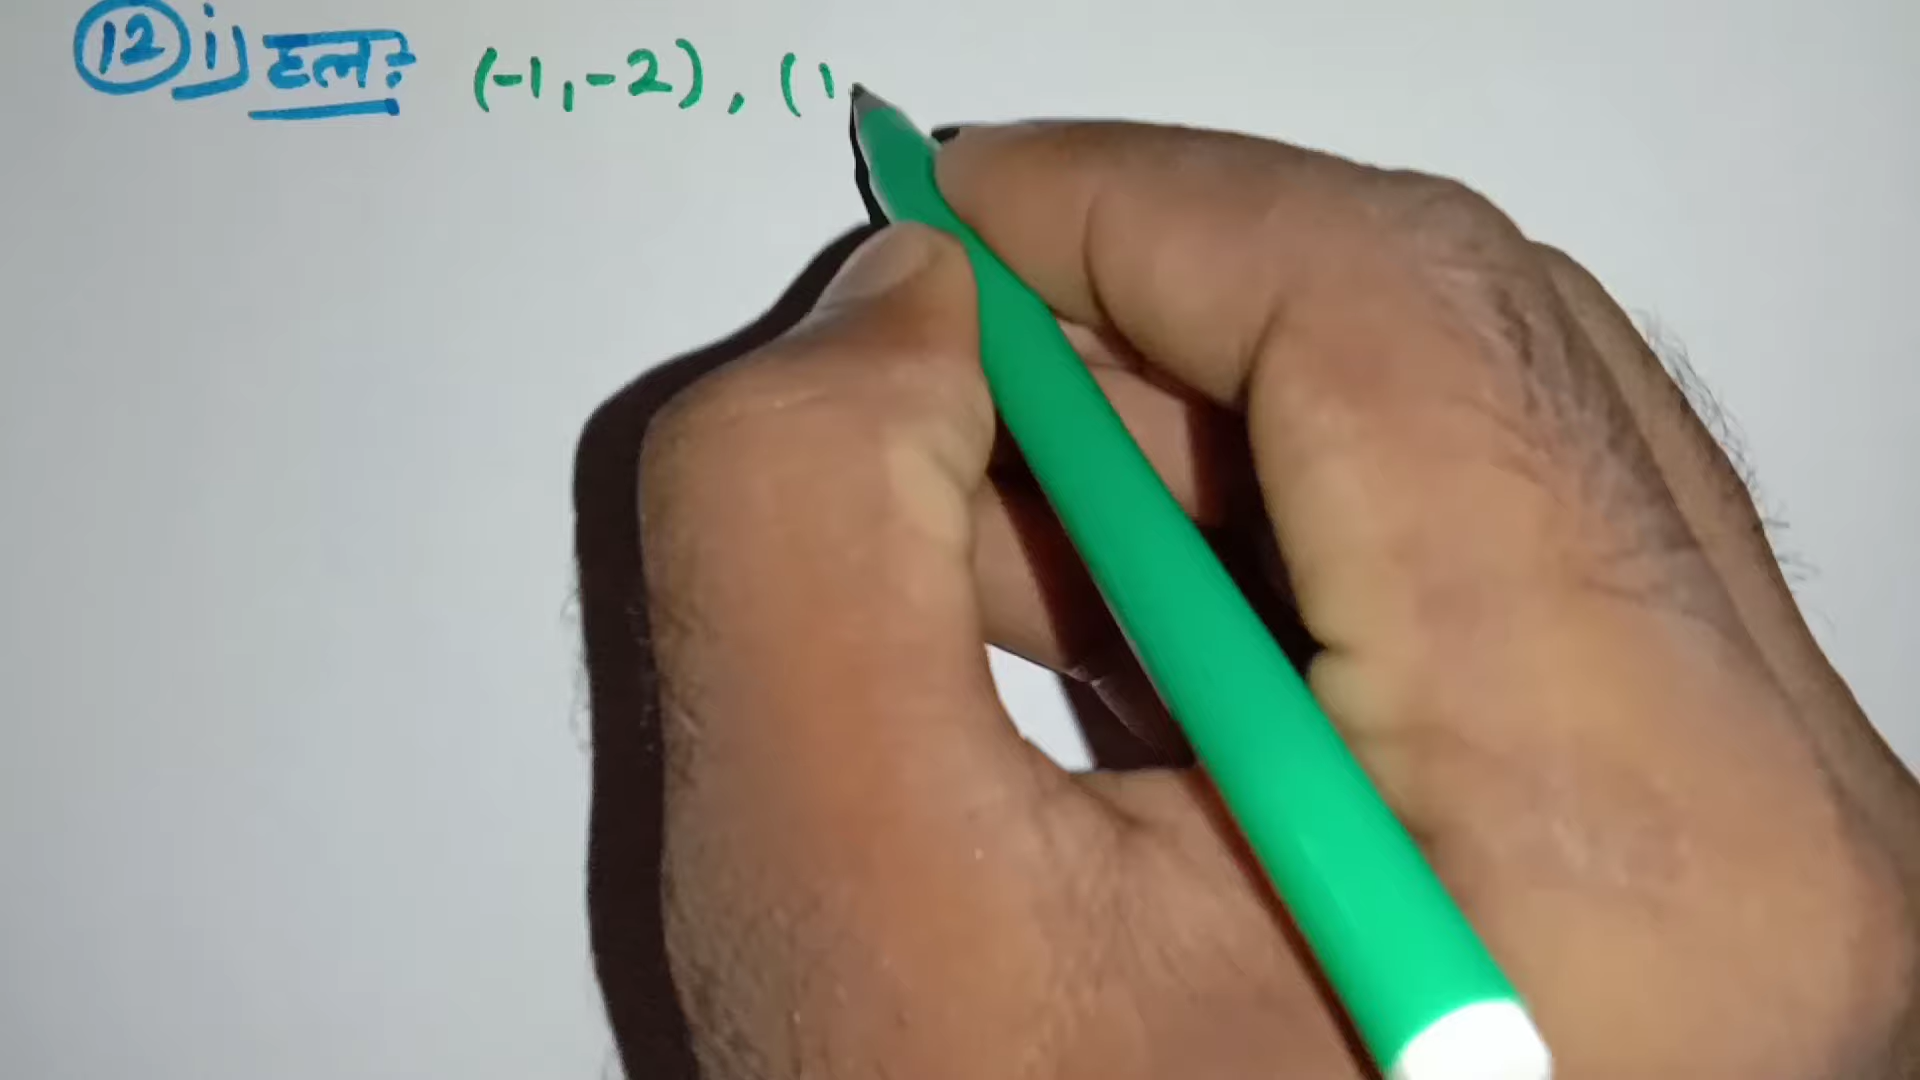 12 i) हल: (-1,-2), (1,